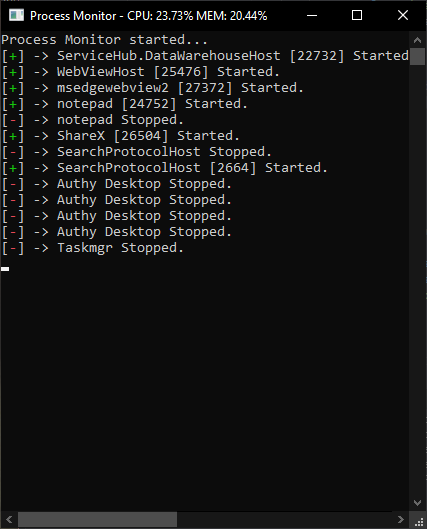 Process Monitor - CPU: 23.73% MEM: 20.44%
Process Monitor started...
[+] -> ServiceHub.DataWarehouseHost [22732] Started
[+] -> WebViewHost [25476] Started.
[+] -> msedgewebview2 [27372] Started.
[+] -> notepad [24752] Started.
[-] -> notepad Stopped.
[+] -> ShareX [26504] Started.
[-] -> SearchProtocolHost Stopped.
[+] -> SearchProtocolHost [2664] Started.
[-] -> Authy Desktop Stopped.
[-] -> Authy Desktop Stopped.
[-] -> Authy Desktop Stopped.
[-] -> Authy Desktop Stopped.
[-] -> Taskmgr Stopped.